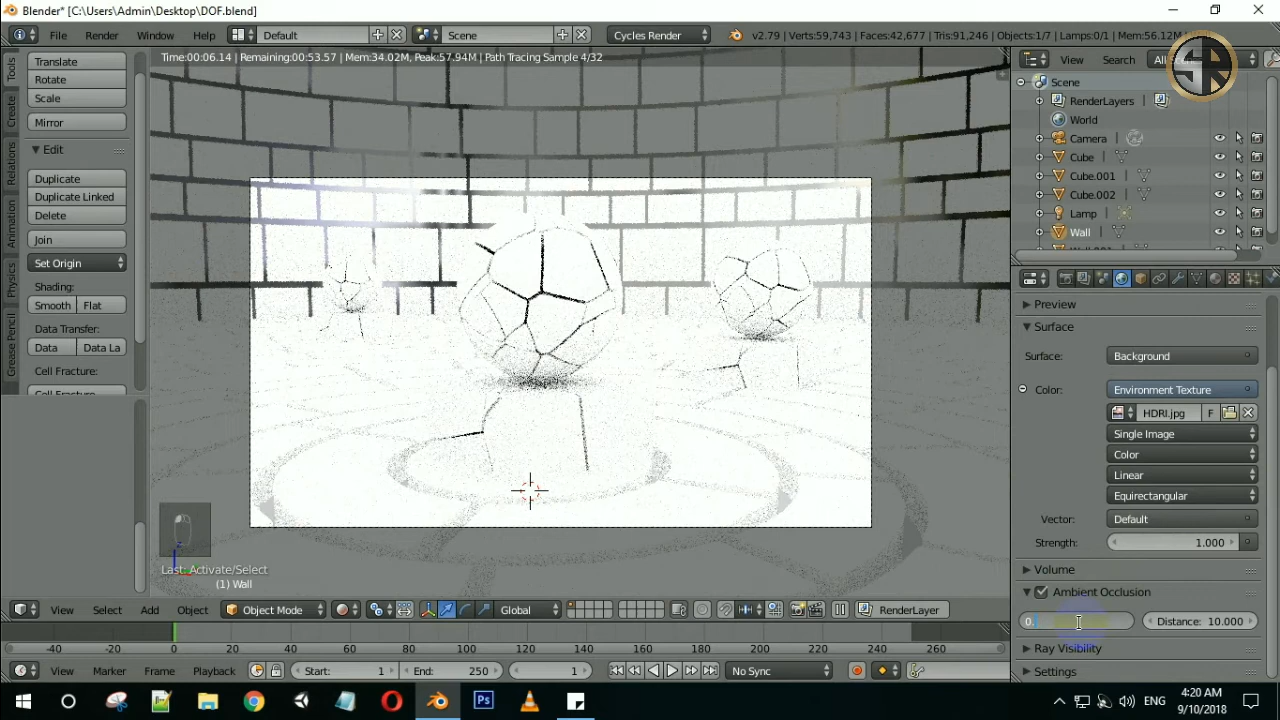 Blender* [C:\Users\Admin\Desktop\DOF.blend]
File Render Window Help Default Scene Cycles Render v2.79 | Verts:59,743 | Faces:42,677 | Tris:91,246 | Objects:1/7 | Lamps:0/1 | Mem:56.12M
Time:00:06.14 | Remaining:00:53.57 | Mem:34.02M, Peak:57.94M | Path Tracing Sample 4/32
View Search
Tools
Create
Relations
Animation
Physics
Grease Pencil
Translate
Rotate
Scale
Mirror
Edit
Duplicate
Duplicate Linked
Delete
Join
Set Origin
Shading:
Smooth Flat
Data Transfer:
Data Data La
Cell Fracture:
Cell Fracture
Last: Activate/Select
(1) Wall
Scene
RenderLayers
World
Camera
Cube
Cube.001
Cube.002
Lamp
Wall
Wall.001
Preview
Surface
Surface: Background
Color: Environment Texture
HDRI.jpg F
Single Image
Color
Linear
Equirectangular
Vector: Default
Strength: 1.000
Volume
Ambient Occlusion
0. Distance: 10.000
Ray Visibility
Settings
View Select Add Object Object Mode Global RenderLayer
-40 -20 0 20 40 60 80 100 120 140 160 180 200 220 240 260
View Marker Frame Playback Start: 1 End: 250 1 No Sync
Ps ENG 4:20 AM
9/10/2018